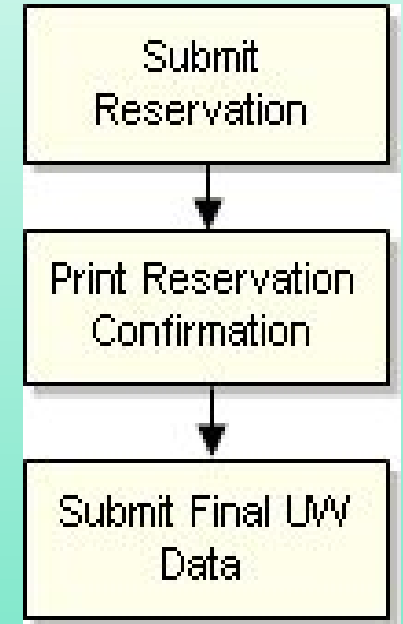 Submit
Reservation
Print Reservation
Confirmation
Submit Final UW
Data